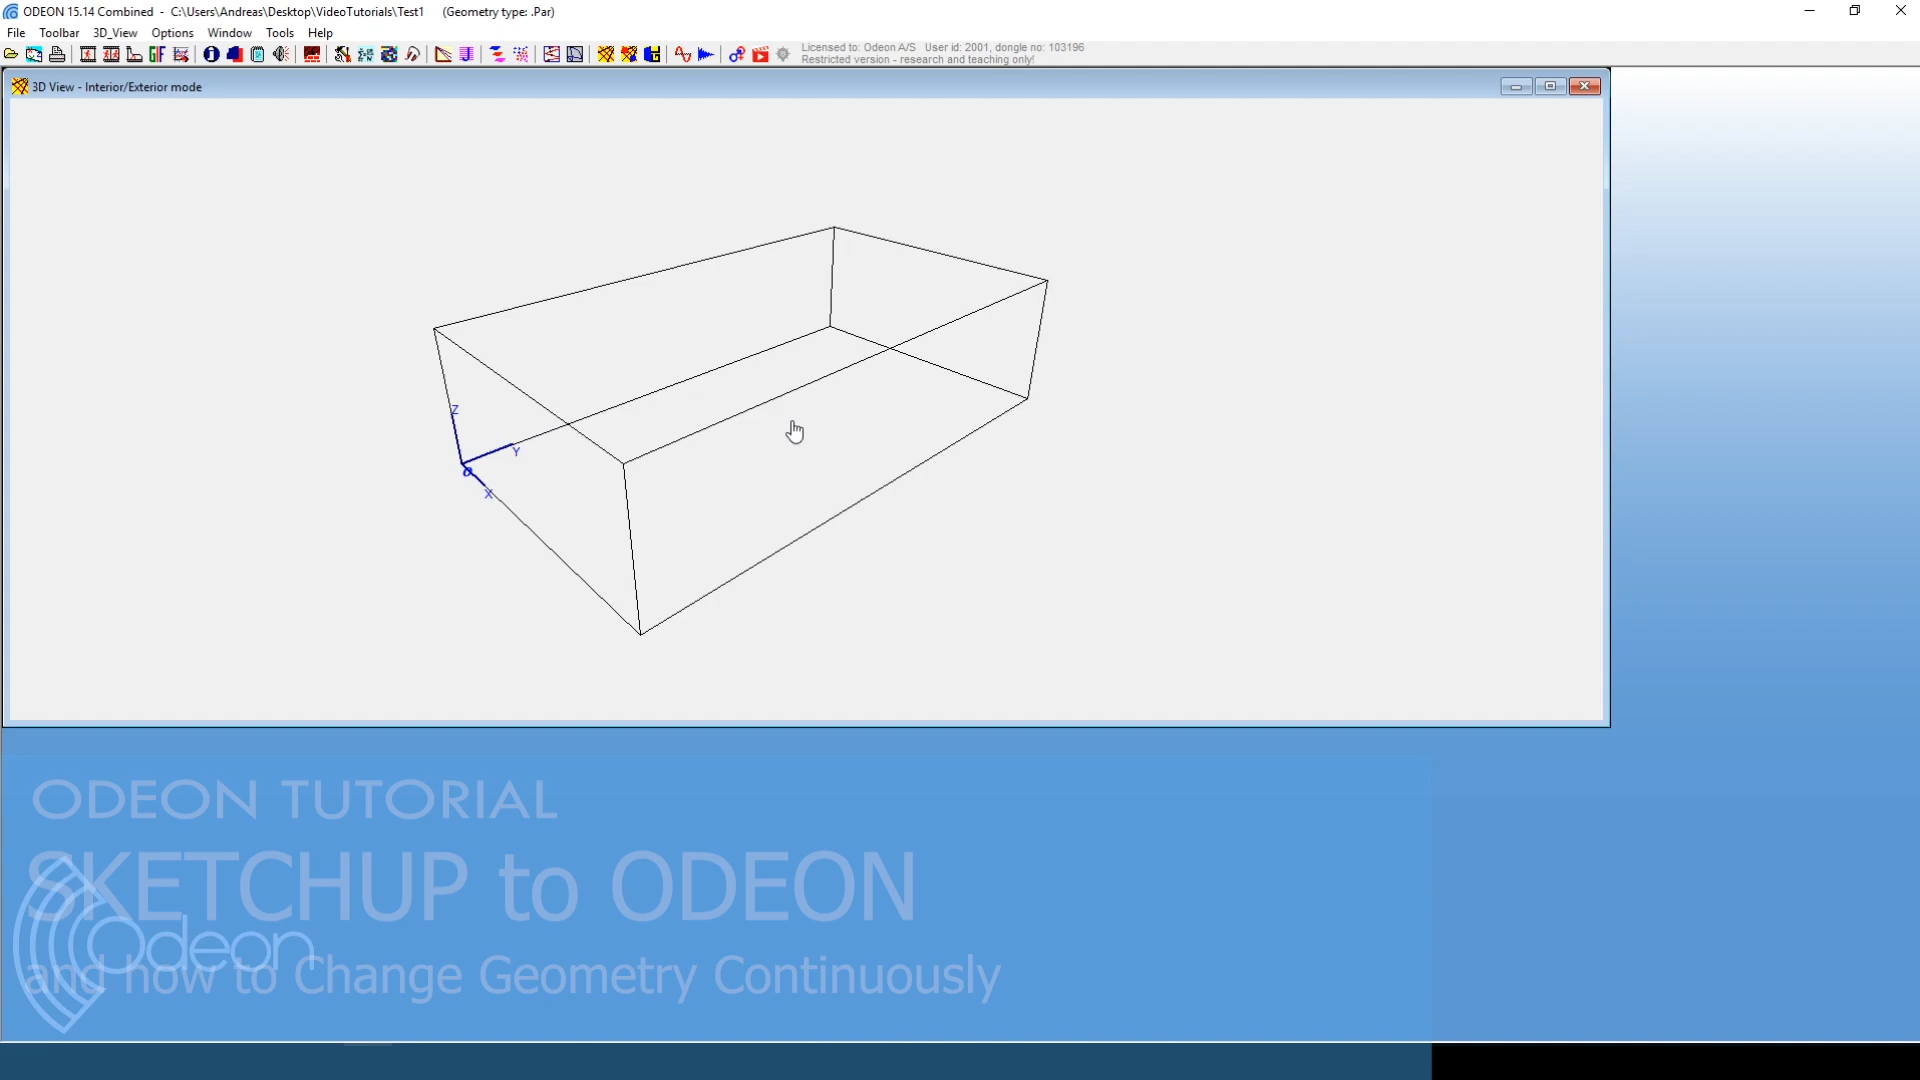 ODEON 15.14 Combined - C:\Users\Andreas\Desktop\VideoTutorials\Test1 (Geometry type: .Par)
File Toolbar 3D_View Options Window Tools Help
Licensed to: Odeon A/S User id: 2001, dongle no: 103196
Restricted version - research and teaching only!
3D View - Interior/Exterior mode
Z
Y
O
X
ODEON TUTORIAL
SKETCHUP to ODEON
Odeon
and how to Change Geometry Continuously